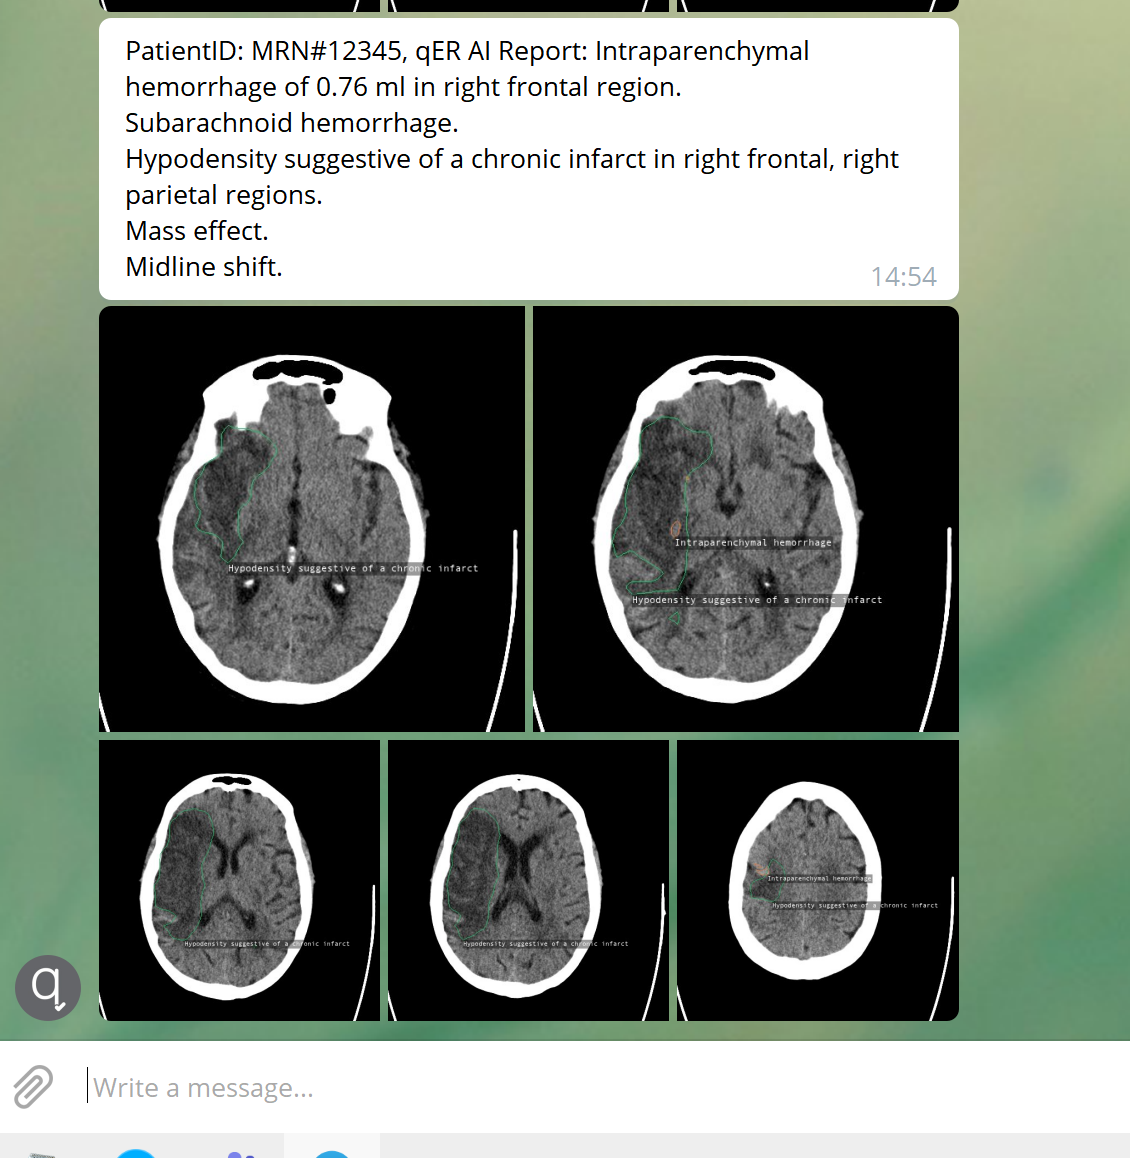 PatientID: MRN#12345, qER AI Report: Intraparenchymal
hemorrhage of 0.76 ml in right frontal region.
Subarachnoid hemorrhage.
Hypodensity suggestive of a chronic infarct in right frontal, right
parietal regions.
Mass effect.
Midline shift.
14:54
Hypodensity suggestive of a chronic infarct
Intraparenchymal hemorrhage
Hypodensity suggestive of a chronic infarct
Hypodensity suggestive of a chronic infarct
Hypodensity suggestive of a chronic infarct
Intraparenchymal hemorrhage
Hypodensity suggestive of a chronic infarct
q
Write a message...